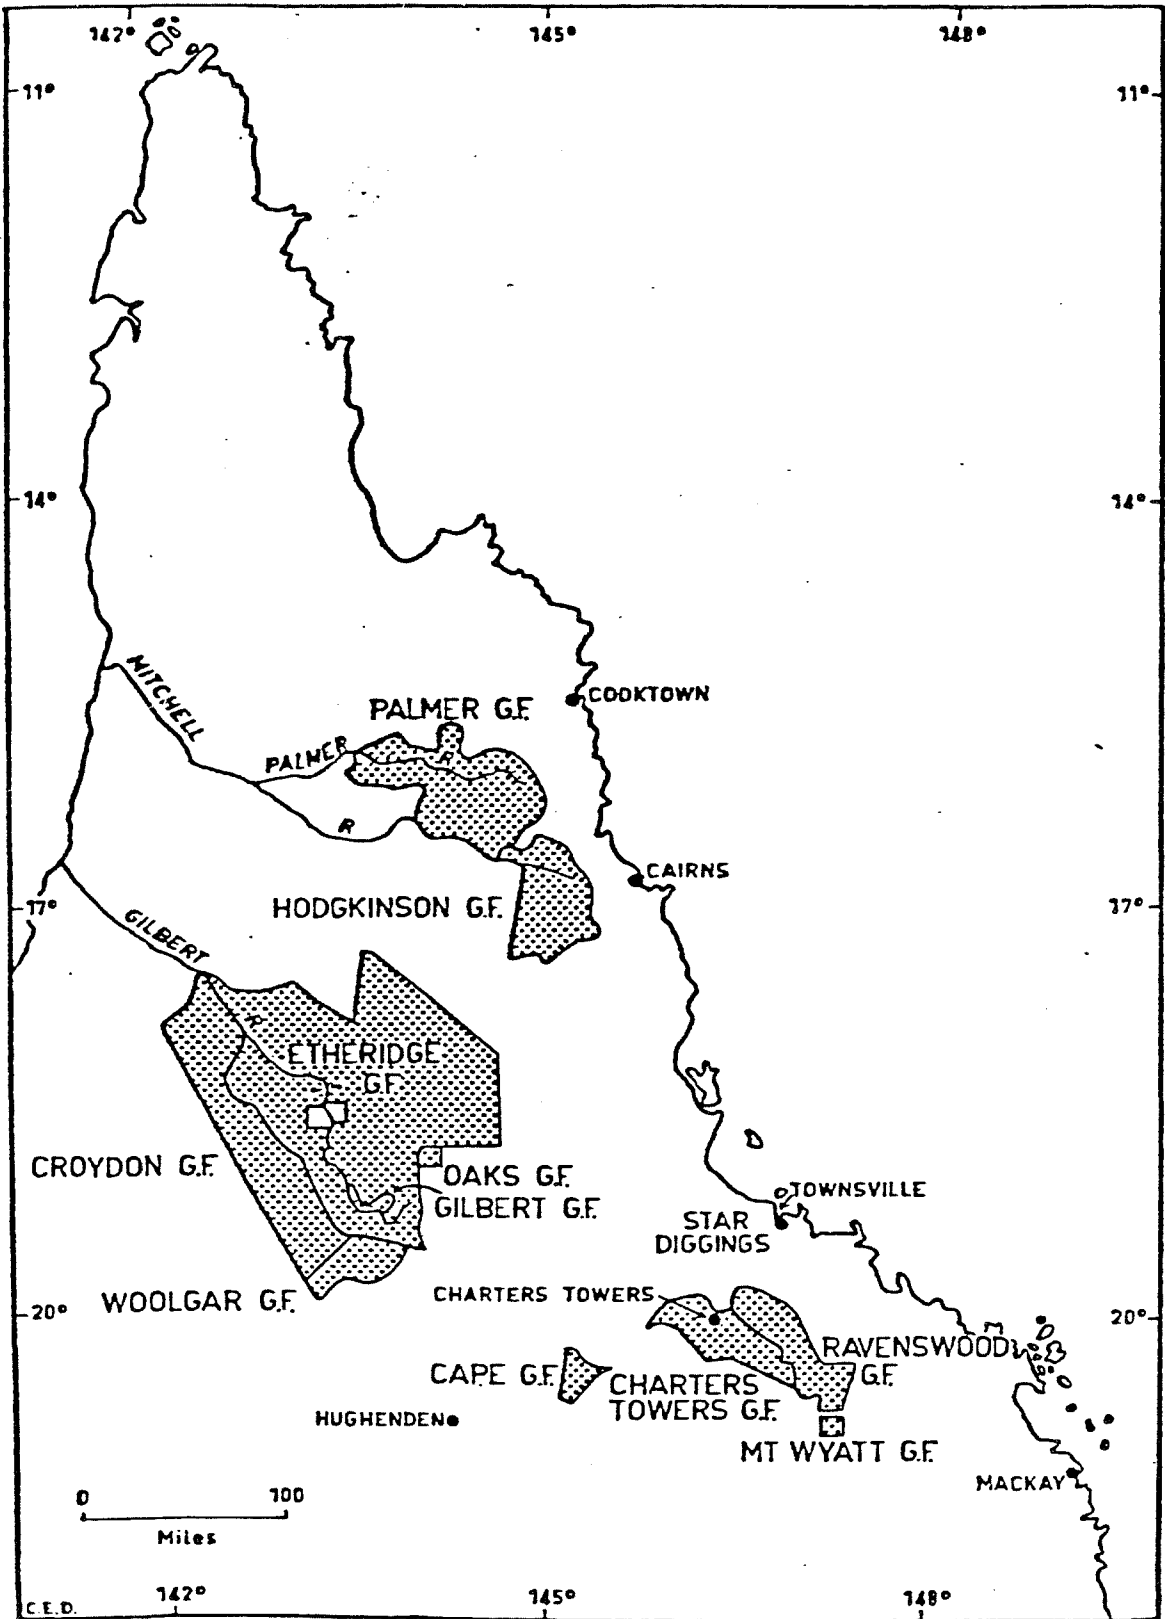 142°
145°
148°
11°
11°
14°
14°
MITCHELL
COOKTOWN
PALMER G.F.
PALMER
R
R
CAIRNS
HODGKINSON G.F.
17°
17°
GILBERT
R
ETHERIDGE
G.F.
CROYDON G.F.
OAKS G.F.
GILBERT G.F.
TOWNSVILLE
STAR
DIGGINGS
WOOLGAR G.F.
CHARTERS TOWERS
20°
20°
RAVENSWOOD
G.F.
CAPE G.F.
CHARTERS
TOWERS G.F.
HUGHENDEN
MT WYATT G.F.
MACKAY
0
100
Miles
142°
145°
148°
C.E.D.